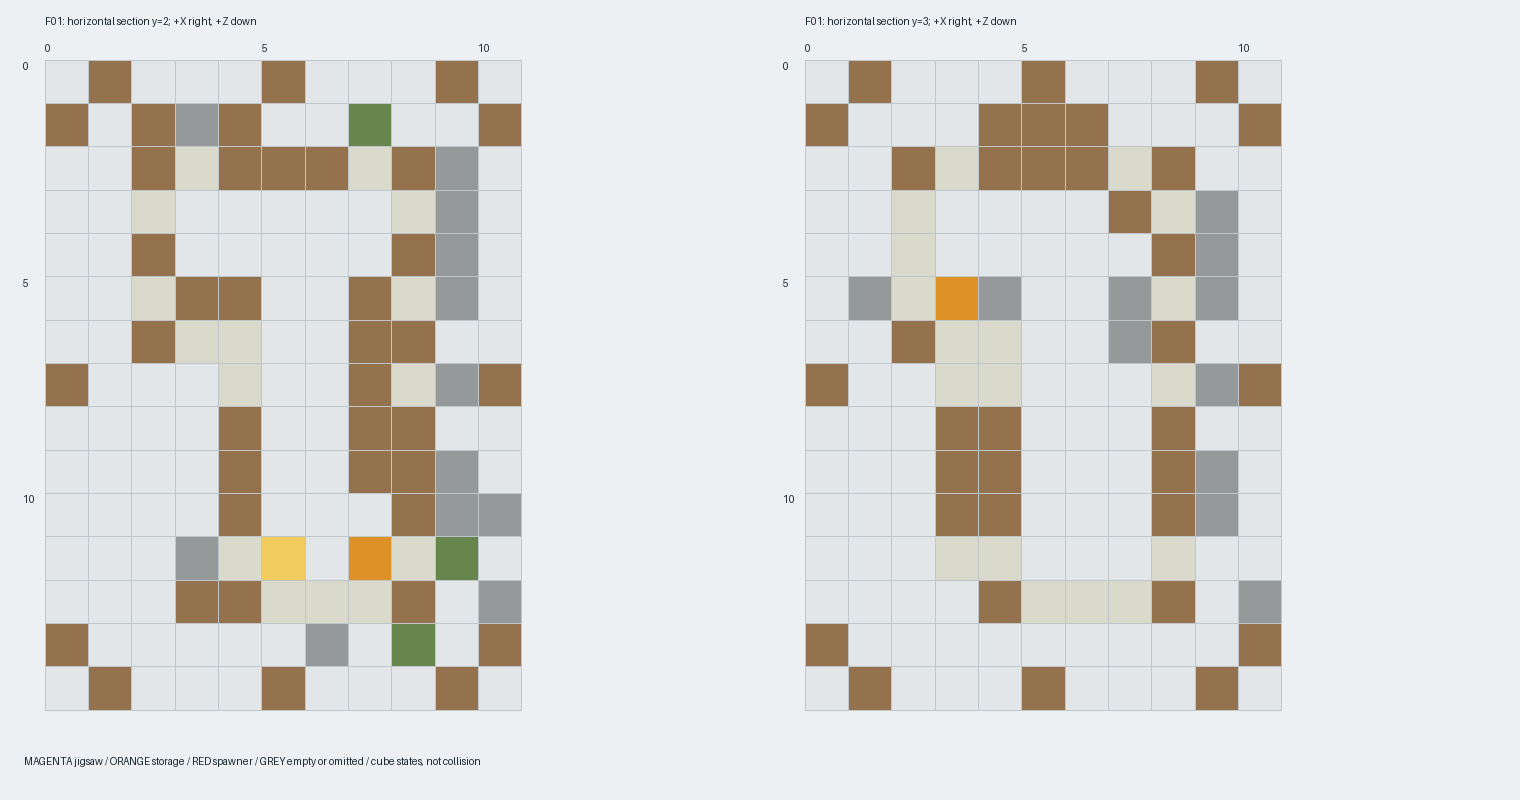 F01: horizontal section y=2; +X right, +Z down
F01: horizontal section y=3; +X right, +Z down
0 5 10
0 5 10
0 0
5 5
10 10
MAGENTA jigsaw / ORANGE storage / RED spawner / GREY empty or omitted / cube states, not collision